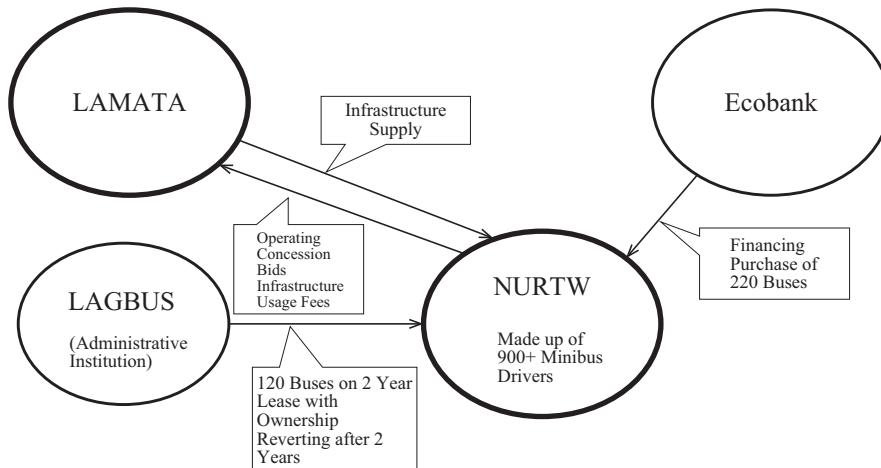 LAMATA
Infrastructure
Supply
Ecobank
Operating
Concession
Bids
Infrastructure
Usage Fees
Financing
Purchase of
220 Buses
LAGBUS
(Administrative
Institution)
NURTW
Made up of
900+ Minibus
Drivers
120 Buses on 2 Year
Lease with
Ownership
Reverting after 2
Years